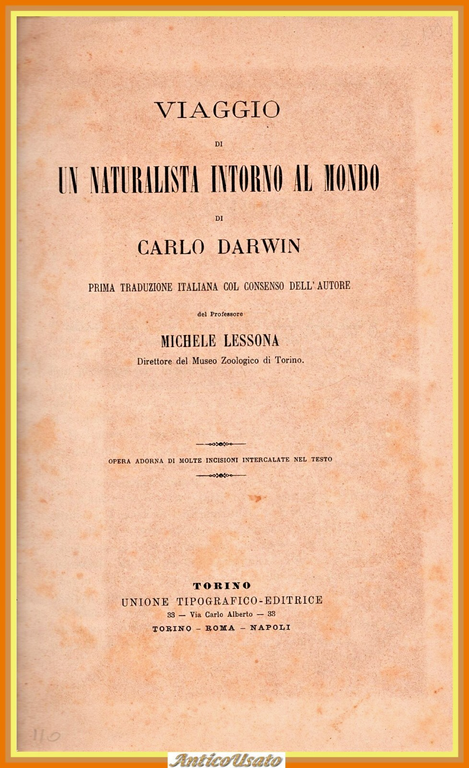 VIAGGIO
DI
UN NATURALISTA INTORNO AL MONDO
DI
CARLO DARWIN
PRIMA TRADUZIONE ITALIANA COL CONSENSO DELL'AUTORE
del Professore
MICHELE LESSONA
Direttore del Museo Zoologico di Torino.
OPERA ADORNA DI MOLTE INCISIONI INTERCALATE NEL TESTO
TORINO
UNIONE TIPOGRAFICO-EDITRICE
33 — Via Carlo Alberto — 33
TORINO - ROMA - NAPOLI
110
AnticoUsato